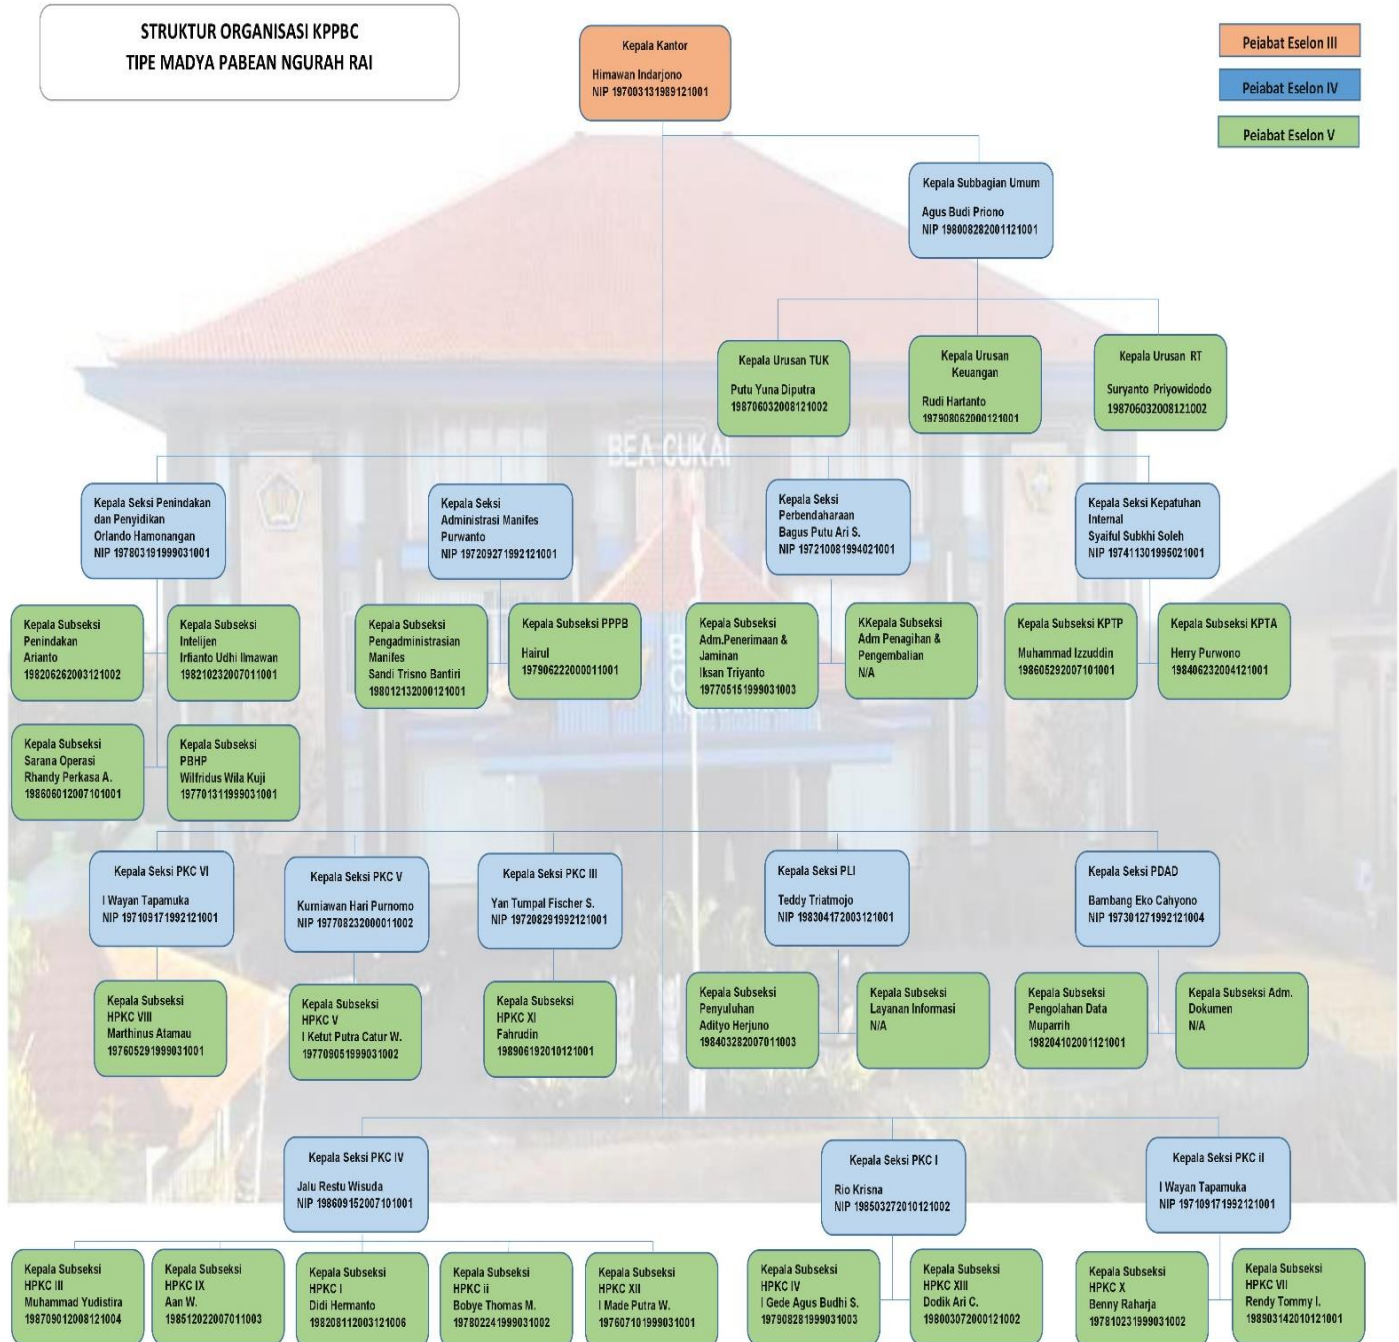 STRUKTUR ORGANISASI KPPBC
TIPE MADYA PABEAN NGURAH RAI
Pejabat Eselon III
Pejabat Eselon IV
Pejabat Eselon V
Kepala Kantor
Himawan Indarjono
NIP 197003131989121001
Kepala Subbagian Umum
Agus Budi Priono
NIP 198008282001121001
Kepala Urusan TUK
Putu Yuna Diputra
198706032008121002
Kepala Urusan
Keuangan
Rudi Hartanto
197908062000121001
Kepala Urusan RT
Suryanto Priyowidodo
198706032008121002
BEA CUKAI
Kepala Seksi Penindakan
dan Penyidikan
Orlando Hamonangan
NIP 197803191999031001
Kepala Seksi
Administrasi Manifes
Purwanto
NIP 197209271992121001
Kepala Seksi
Perbendaharaan
Bagus Putu Ari S.
NIP 197210081994021001
Kepala Seksi Kepatuhan
Internal
Syaiful Subkhi Soleh
NIP 197411301995021001
Kepala Subseksi
Penindakan
Arianto
198206262003121002
Kepala Subseksi
Intelijen
Irfianto Udhi Ilmawan
198210232007011001
Kepala Subseksi
Pengadministrasian
Manifes
Sandi Trisno Bantiri
198012132000121001
Kepala Subseksi PPPB
Hairul
197906222000011001
Kepala Subseksi
Adm.Penerimaan &
Jaminan
Iksan Triyanto
197705151999031003
KKepala Subseksi
Adm Penagihan &
Pengembalian
N/A
Kepala Subseksi KPTP
Muhammad Izzuddin
198605292007101001
Kepala Subseksi KPTA
Herry Purwono
198406232004121001
Kepala Subseksi
Sarana Operasi
Rhandy Perkasa A.
198606012007101001
Kepala Subseksi
PBHP
Wilfridus Wila Kuji
197701311999031001
Kepala Seksi PKC VI
I Wayan Tapamuka
NIP 197109171992121001
Kepala Seksi PKC V
Kurniawan Hari Purnomo
NIP 197708232000011002
Kepala Seksi PKC III
Yan Tumpal Fischer S.
NIP 197208291992121001
Kepala Seksi PLI
Teddy Triatmojo
NIP 198304172003121001
Kepala Seksi PDAD
Bambang Eko Cahyono
NIP 197301271992121004
Kepala Subseksi
HPKC VIII
Marthinus Atamau
197605291999031001
Kepala Subseksi
HPKC V
I Ketut Putra Catur W.
197709051999031002
Kepala Subseksi
HPKC XI
Fahrudin
198906192010121001
Kepala Subseksi
Penyuluhan
Adityo Herjuno
198403282007011003
Kepala Subseksi
Layanan Informasi
N/A
Kepala Subseksi
Pengolahan Data
Muparrih
198204102001121001
Kepala Subseksi Adm.
Dokumen
N/A
Kepala Seksi PKC IV
Jalu Restu Wisuda
NIP 198609152007101001
Kepala Seksi PKC I
Rio Krisna
NIP 198503272010121002
Kepala Seksi PKC iI
I Wayan Tapamuka
NIP 197109171992121001
Kepala Subseksi
HPKC III
Muhammad Yudistira
198709012008121004
Kepala Subseksi
HPKC IX
Aan W.
198512022007011003
Kepala Subseksi
HPKC I
Didi Hermanto
198208112003121006
Kepala Subseksi
HPKC ii
Bobye Thomas M.
197802241999031002
Kepala Subseksi
HPKC XII
I Made Putra W.
197607101999031001
Kepala Subseksi
HPKC IV
I Gede Agus Budhi S.
197908281999031003
Kepala Subseksi
HPKC XIII
Dodik Ari C.
198003072000121002
Kepala Subseksi
HPKC X
Benny Raharja
197810231999031002
Kepala Subseksi
HPKC VII
Rendy Tommy I.
198903142010121001